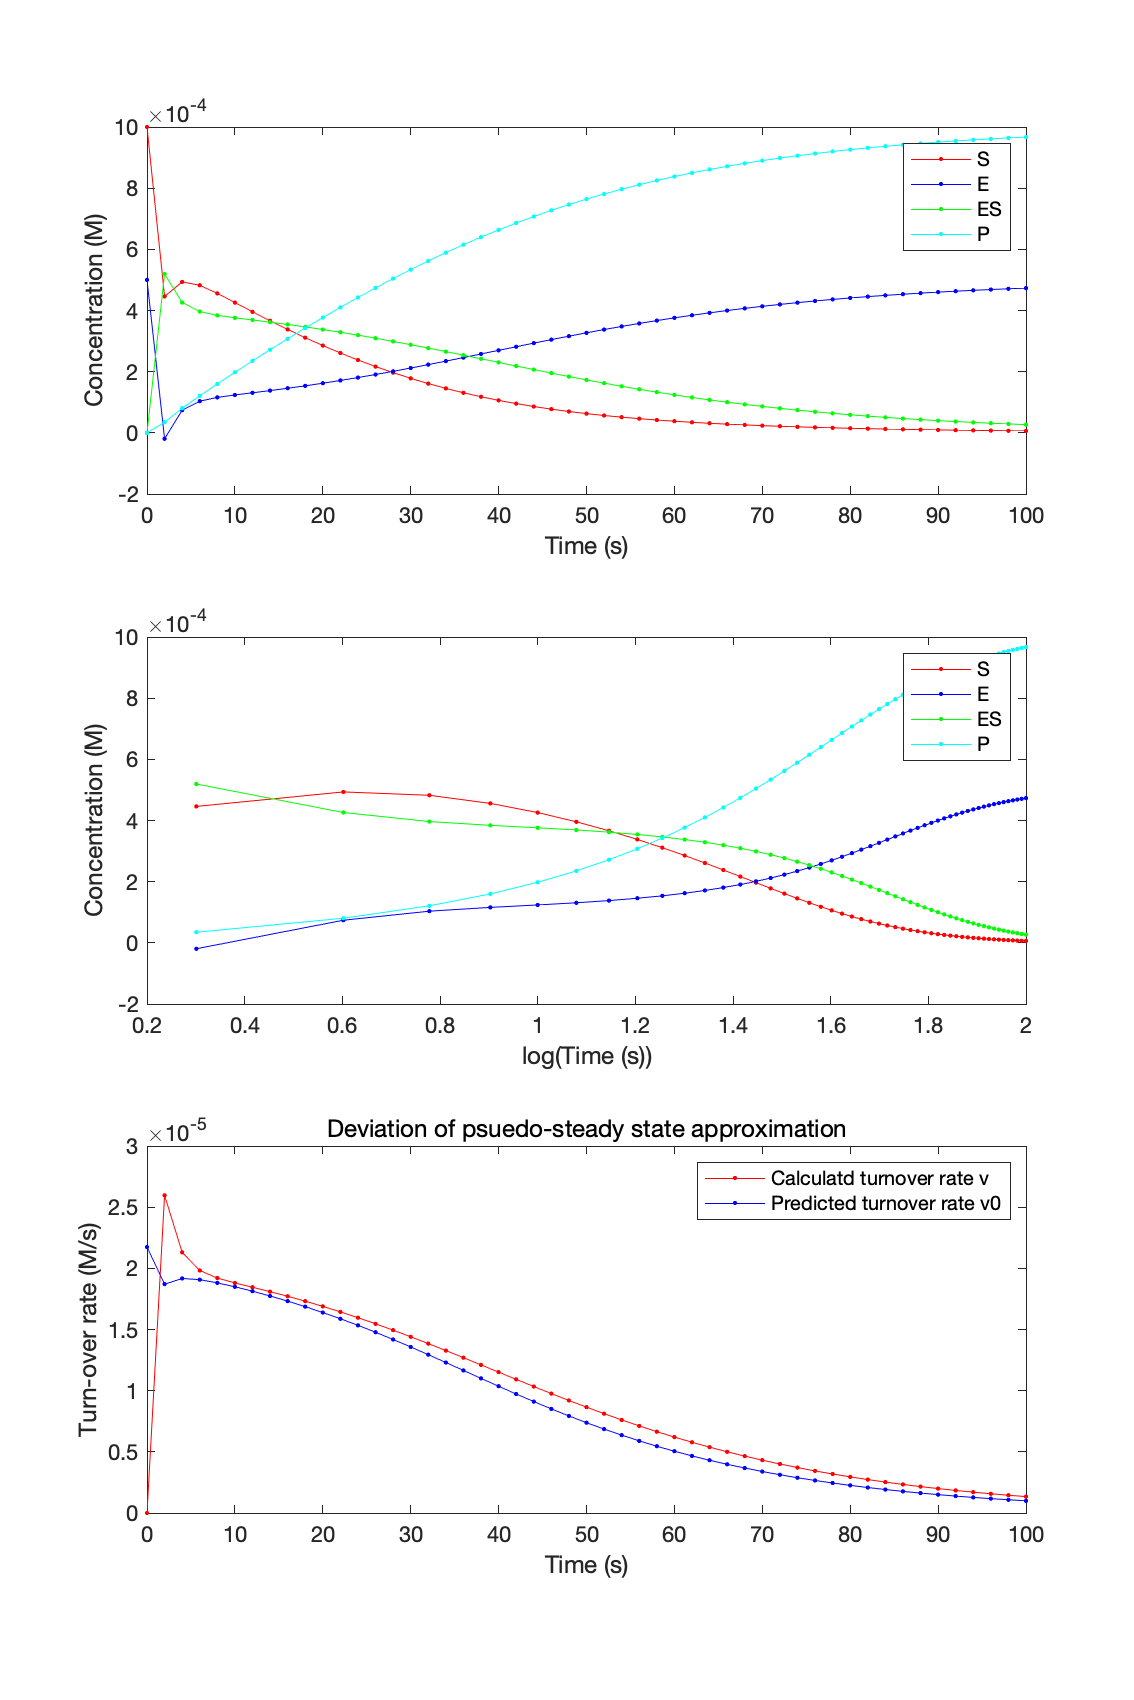 ×10-4
10
8
6
4
2
0
-2
Concentration (M)
S
E
ES
P
0 10 20 30 40 50 60 70 80 90 100
Time (s)
×10-4
10
8
6
4
2
0
-2
Concentration (M)
S
E
ES
P
0.2 0.4 0.6 0.8 1 1.2 1.4 1.6 1.8 2
log(Time (s))
Deviation of psuedo-steady state approximation
×10-5
3
2.5
2
1.5
1
0.5
0
Turn-over rate (M/s)
Calculatd turnover rate v
Predicted turnover rate v0
0 10 20 30 40 50 60 70 80 90 100
Time (s)